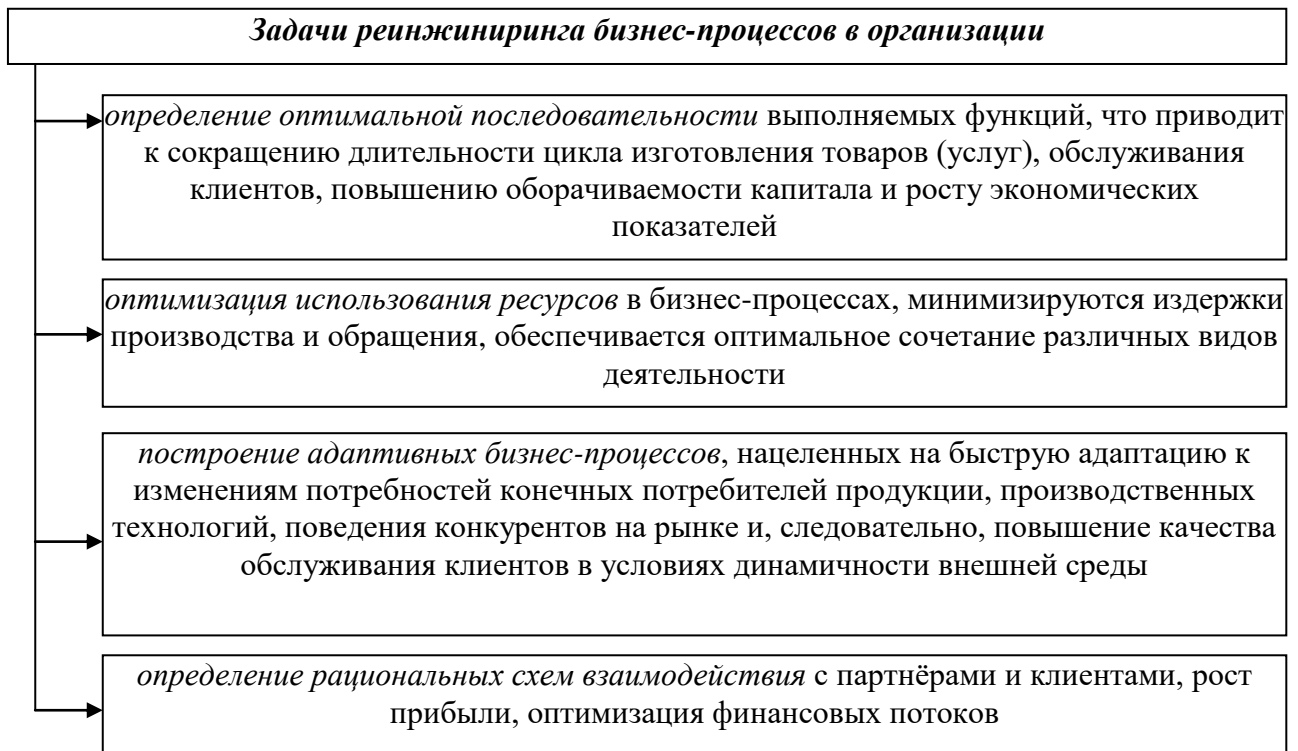 Задачи реинжиниринга бизнес-процессов в организации
определение оптимальной последовательности выполняемых функций, что приводит
к сокращению длительности цикла изготовления товаров (услуг), обслуживания
клиентов, повышению оборачиваемости капитала и росту экономических
показателей
оптимизация использования ресурсов в бизнес-процессах, минимизируются издержки
производства и обращения, обеспечивается оптимальное сочетание различных видов
деятельности
построение адаптивных бизнес-процессов, нацеленных на быструю адаптацию к
изменениям потребностей конечных потребителей продукции, производственных
технологий, поведения конкурентов на рынке и, следовательно, повышение качества
обслуживания клиентов в условиях динамичности внешней среды
определение рациональных схем взаимодействия с партнёрами и клиентами, рост
прибыли, оптимизация финансовых потоков